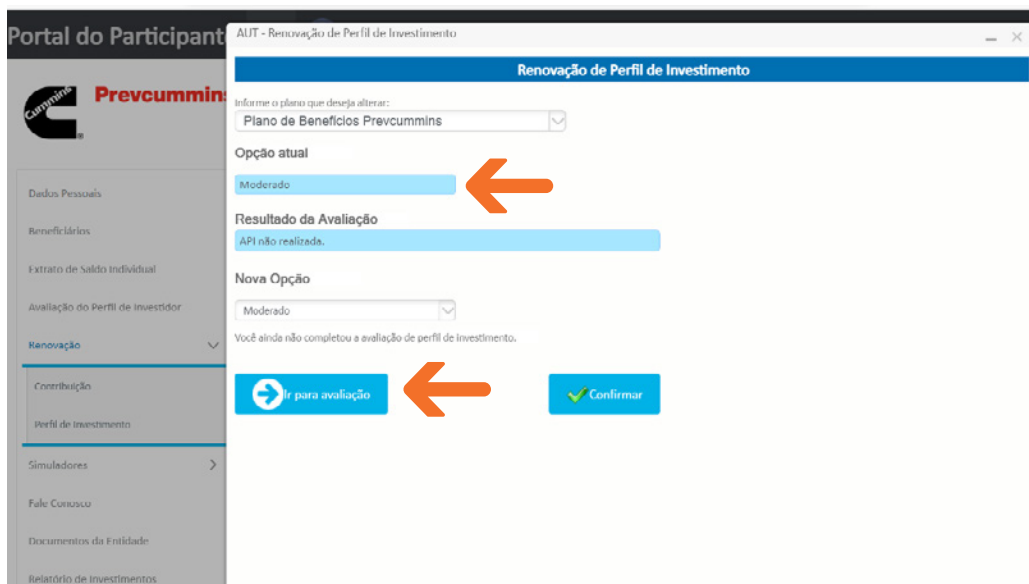 Portal do Participant
AUT - Renovação de Perfil de Investimento
Renovação de Perfil de Investimento
Cummins
Prevcummins
Informe o plano que deseja alterar:
Plano de Benefícios Prevcummins
Opção atual
Moderado
Resultado da Avaliação
API não realizada.
Nova Opção
Moderado
Você ainda não completou a avaliação de perfil de investimento.
Ir para avaliação
Confirmar
Dados Pessoais
Beneficiários
Extrato de Saldo Individual
Avaliação do Perfil de Investidor
Renovação
Contribuição
Perfil de Investimento
Simuladores
Fale Conosco
Documentos da Entidade
Relatório de Investimentos